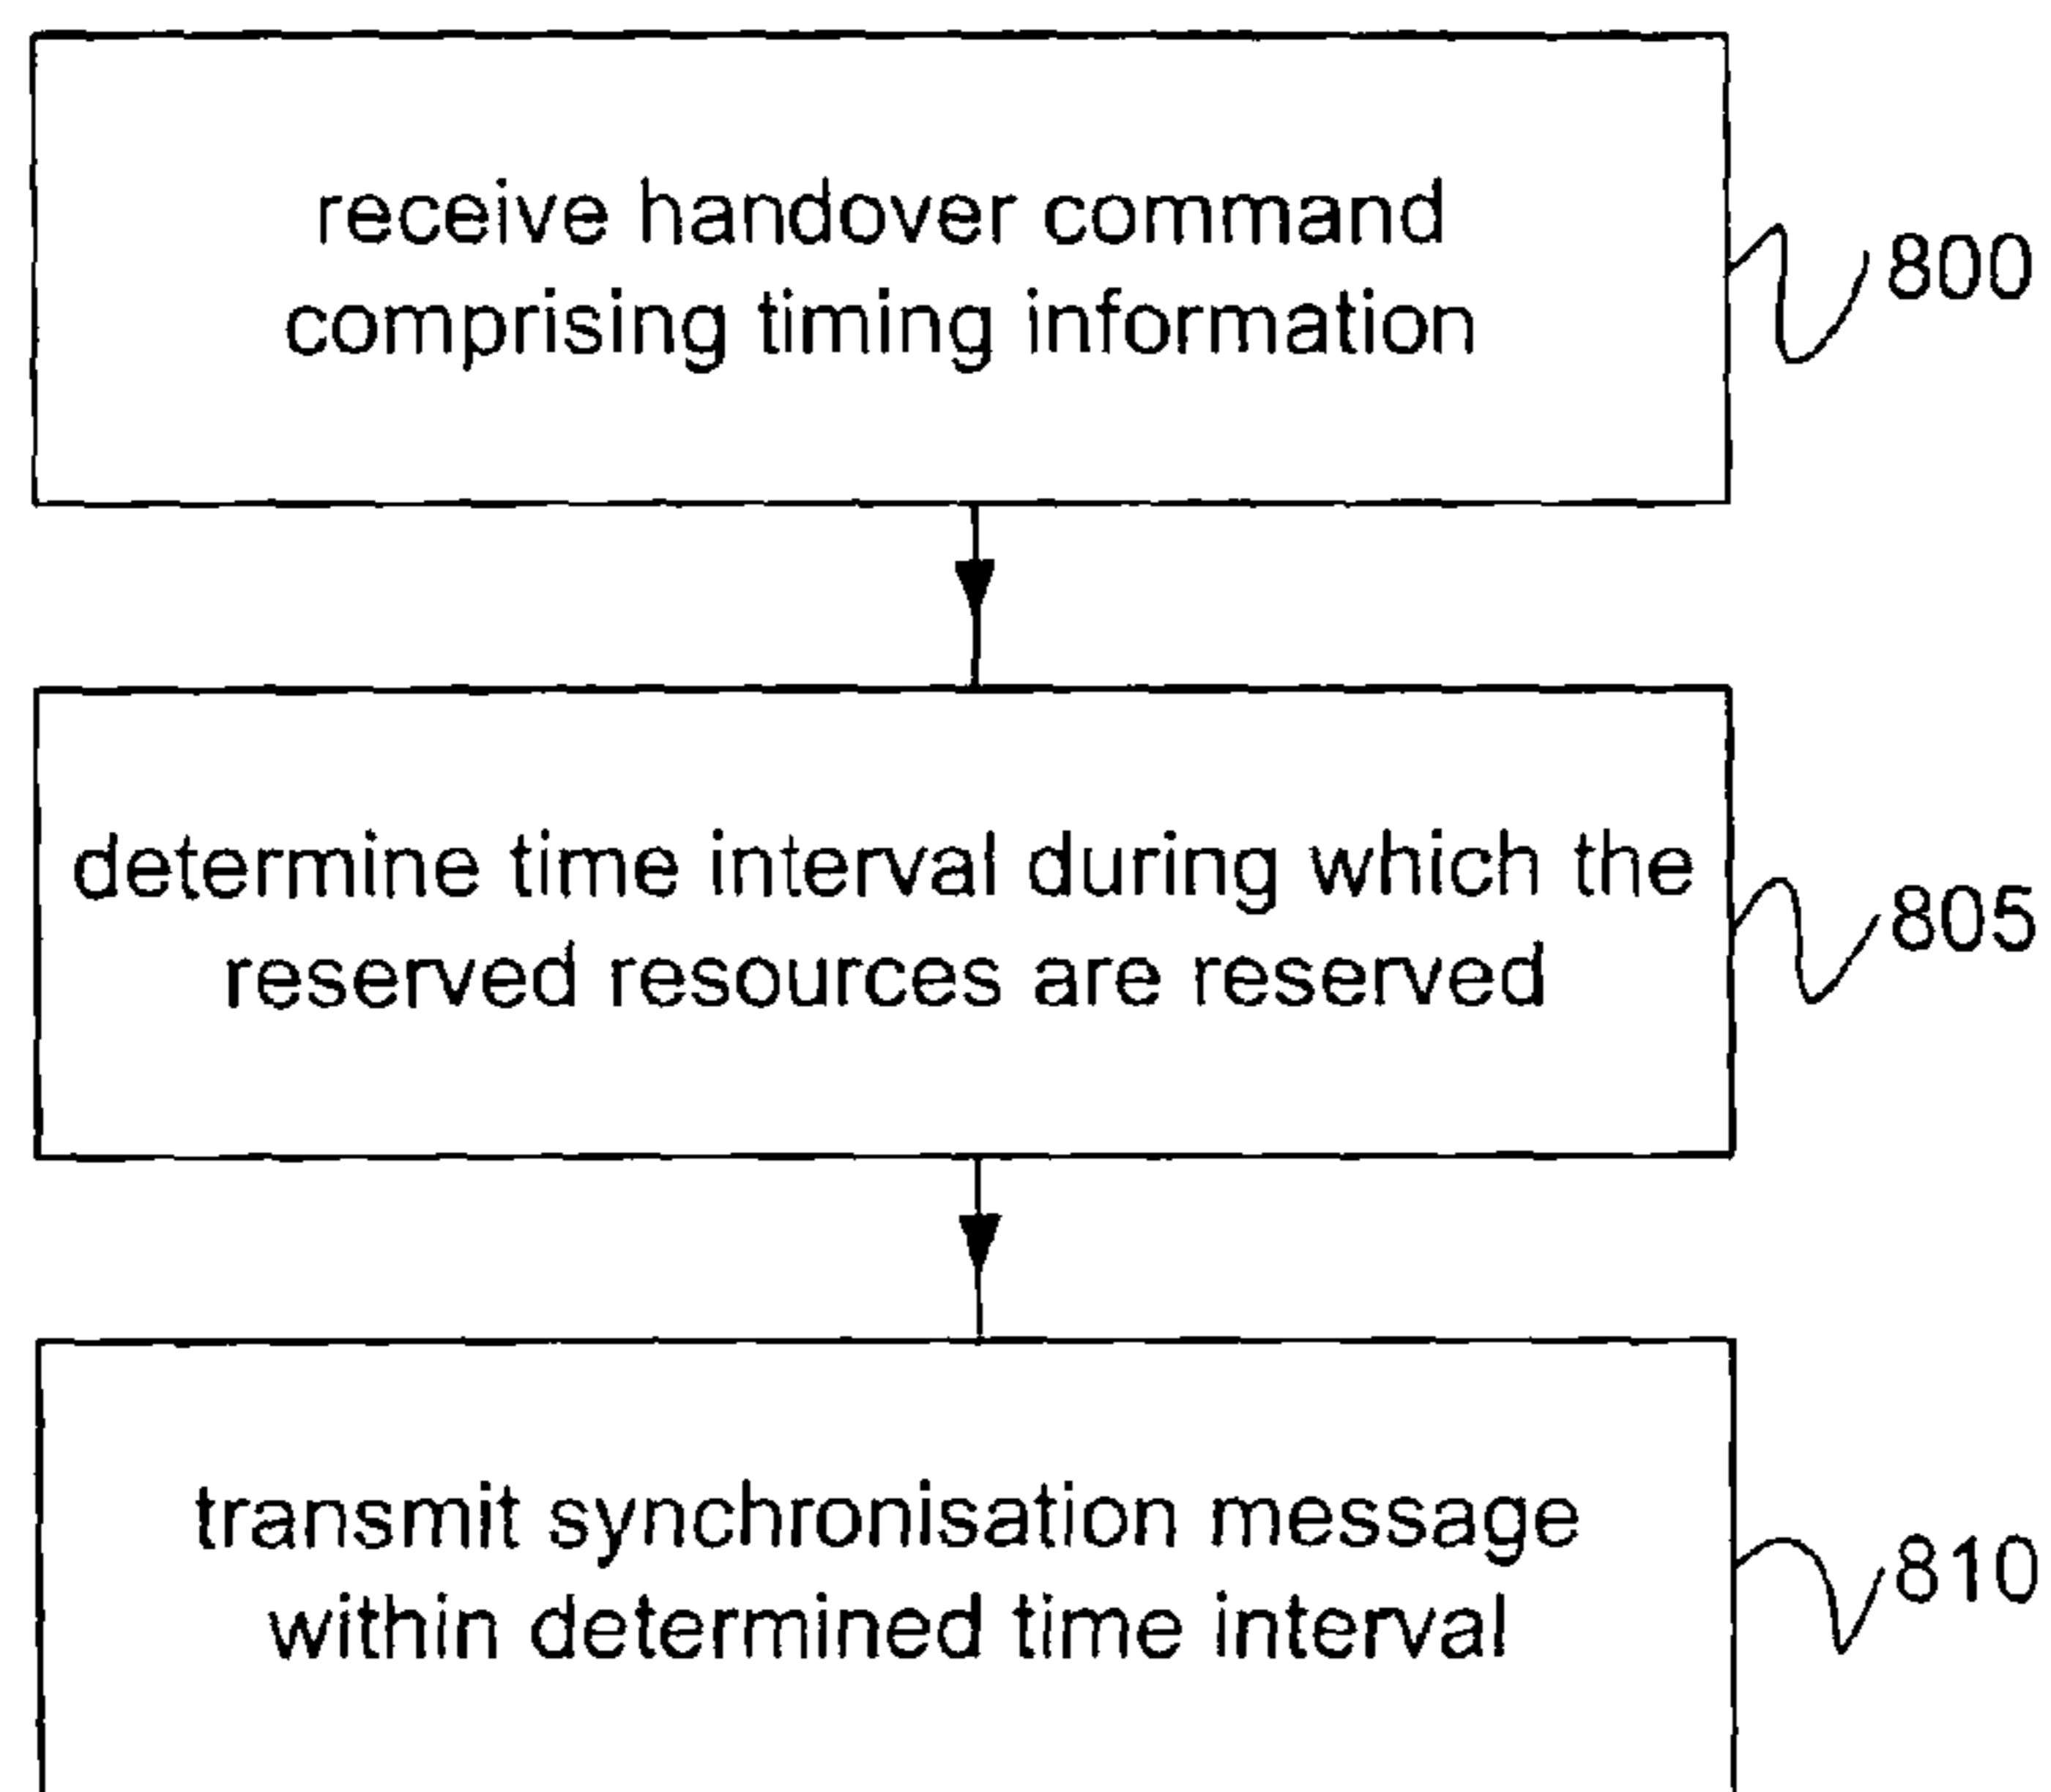 receive handover command
comprising timing information
800
determine time interval during which the
reserved resources are reserved
805
transmit synchronisation message
within determined time interval
810